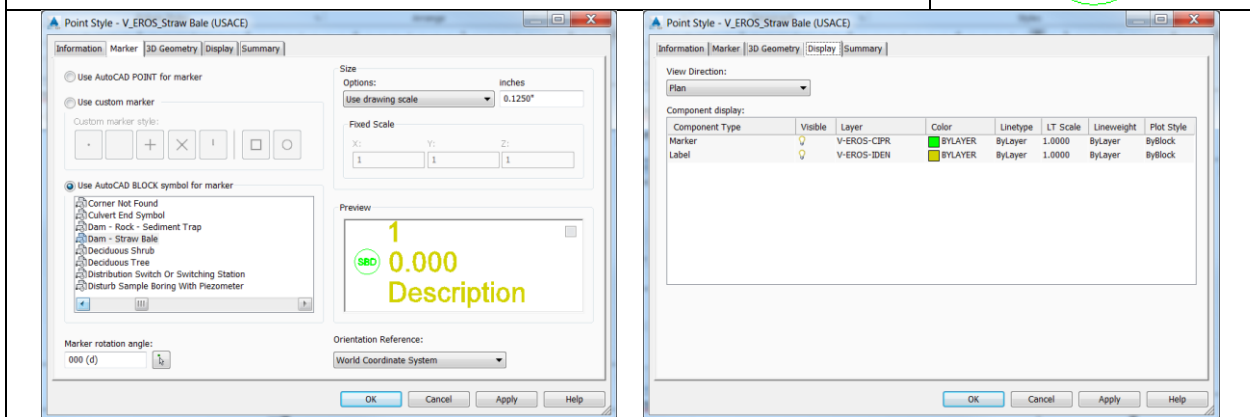 Point Style - V_EROS_Straw Bale (USACE)
Information Marker 3D Geometry Display Summary
Use AutoCAD POINT for marker
Use custom marker
Custom marker style:
Use AutoCAD BLOCK symbol for marker
Corner Not Found
Culvert End Symbol
Dam - Rock - Sediment Trap
Dam - Straw Bale
Deciduous Shrub
Deciduous Tree
Distribution Switch Or Switching Station
Disturb Sample Boring With Piezometer
Marker rotation angle:
000 (d)
Size
Options: inches
Use drawing scale 0.1250"
Fixed Scale
X: Y: Z:
1 1 1
Preview
1
SBD 0.000
Description
Orientation Reference:
World Coordinate System
OK Cancel Apply Help
Point Style - V_EROS_Straw Bale (USACE)
Information Marker 3D Geometry Display Summary
View Direction:
Plan
Component display:
Component Type Visible Layer Color Linetype LT Scale Lineweight Plot Style
Marker V-EROS-CIPR BYLAYER ByLayer 1.0000 ByLayer ByBlock
Label V-EROS-IDEN BYLAYER ByLayer 1.0000 ByLayer ByBlock
OK Cancel Apply Help